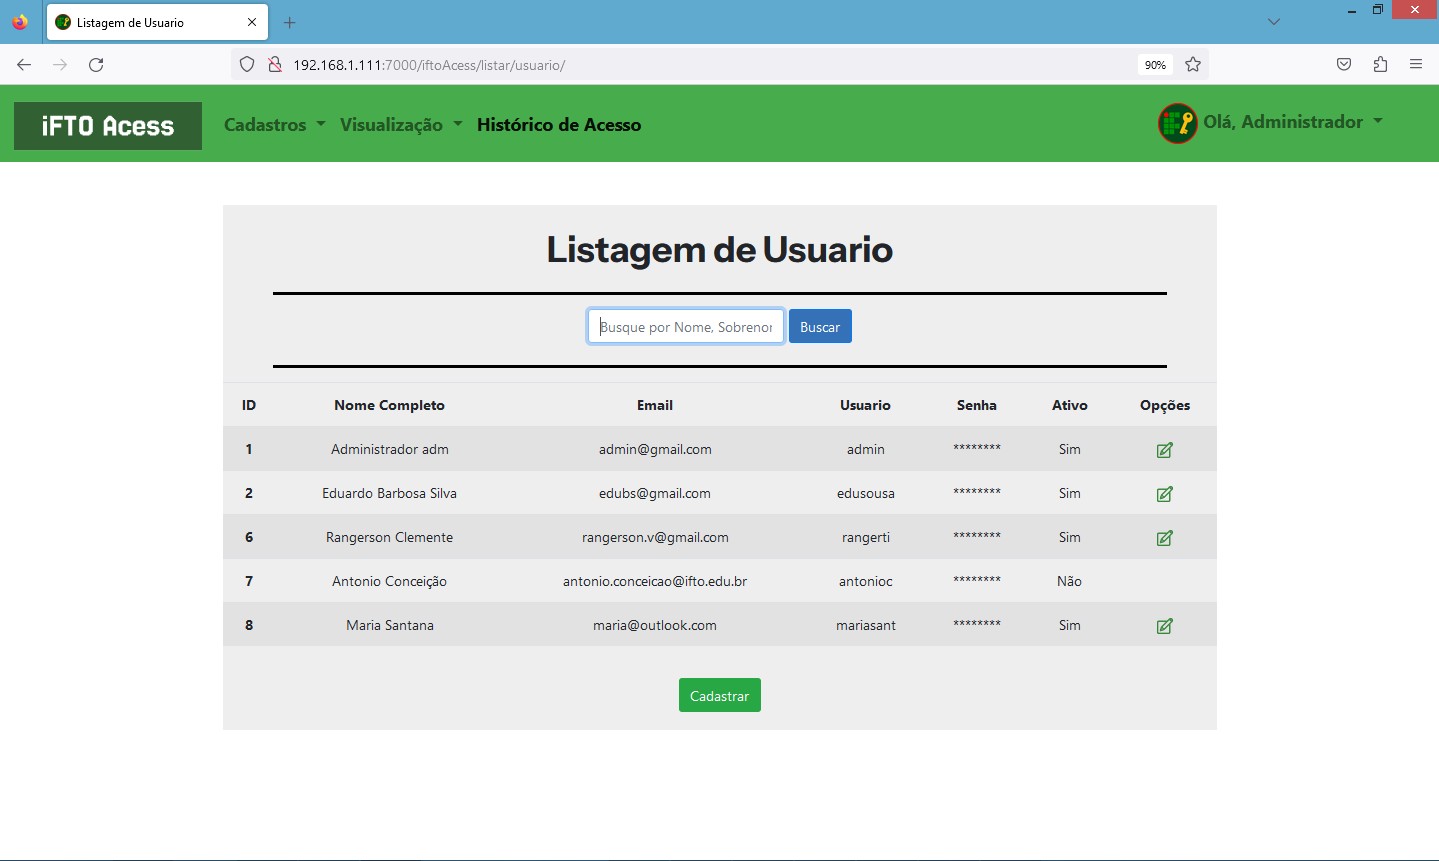 Listagem de Usuario
192.168.1.111:7000/iftoAcess/listar/usuario/
90%
iFTO Acess
Cadastros
Visualização
Histórico de Acesso
Olá, Administrador
Listagem de Usuario
Busque por Nome, Sobrenor
Buscar
ID Nome Completo Email Usuario Senha Ativo Opções
1 Administrador adm admin@gmail.com admin ******** Sim
2 Eduardo Barbosa Silva edubs@gmail.com edusousa ******** Sim
6 Rangerson Clemente rangerson.v@gmail.com rangerti ******** Sim
7 Antonio Conceição antonio.conceicao@ifto.edu.br antonioc ******** Não
8 Maria Santana maria@outlook.com mariasant ******** Sim
Cadastrar